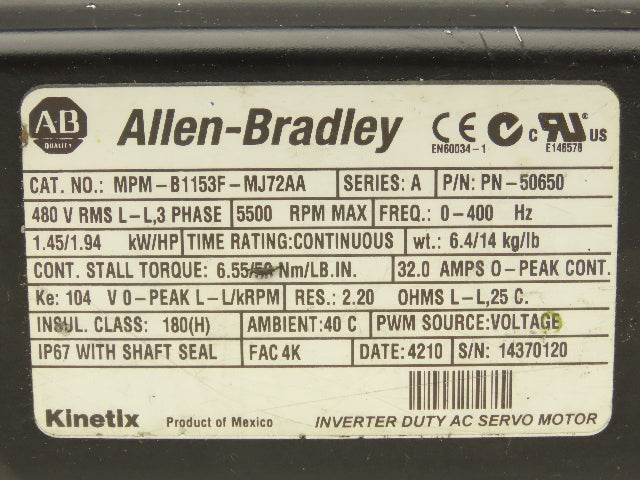 AB
QUALITY
Allen-Bradley
CE
EN60034-1
c RU US
E146578
CAT. NO.: MPM-B1153F-MJ72AA SERIES: A P/N: PN-50650
480 V RMS L-L,3 PHASE 5500 RPM MAX FREQ.: 0-400 Hz
1.45/1.94 kW/HP TIME RATING:CONTINUOUS wt.: 6.4/14 kg/lb
CONT. STALL TORQUE: 6.55/ Nm/LB.IN. 32.0 AMPS 0-PEAK CONT.
Ke: 104 V 0-PEAK L-L/kRPM RES.: 2.20 OHMS L-L,25 C.
INSUL. CLASS: 180(H) AMBIENT:40 C PWM SOURCE:VOLTAGE
IP67 WITH SHAFT SEAL FAC 4K DATE: 4210 S/N: 14370120
Kinetix Product of Mexico INVERTER DUTY AC SERVO MOTOR